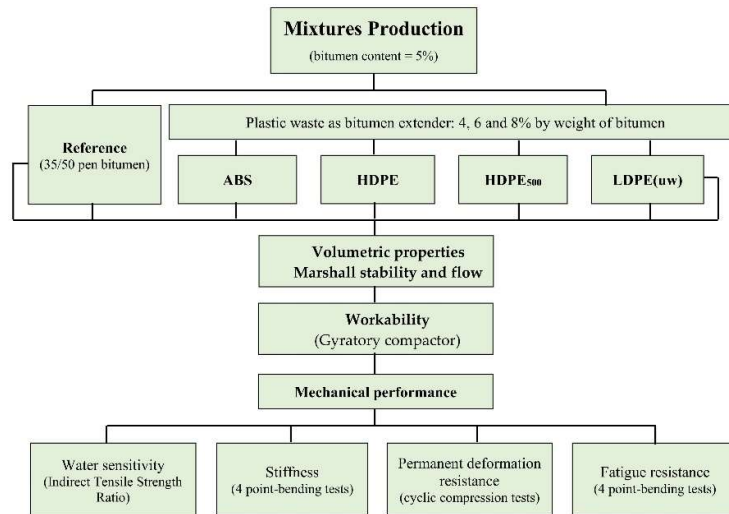 Mixtures Production
(bitumen content = 5%)
Reference
(35/50 pen bitumen)
Plastic waste as bitumen extender: 4, 6 and 8% by weight of bitumen
ABS
HDPE
HDPE₅₀₀
LDPE(uw)
Volumetric properties
Marshall stability and flow
Workability
(Gyratory compactor)
Mechanical performance
Water sensitivity
(Indirect Tensile Strength
Ratio)
Stiffness
(4 point-bending tests)
Permanent deformation
resistance
(cyclic compression tests)
Fatigue resistance
(4 point-bending tests)